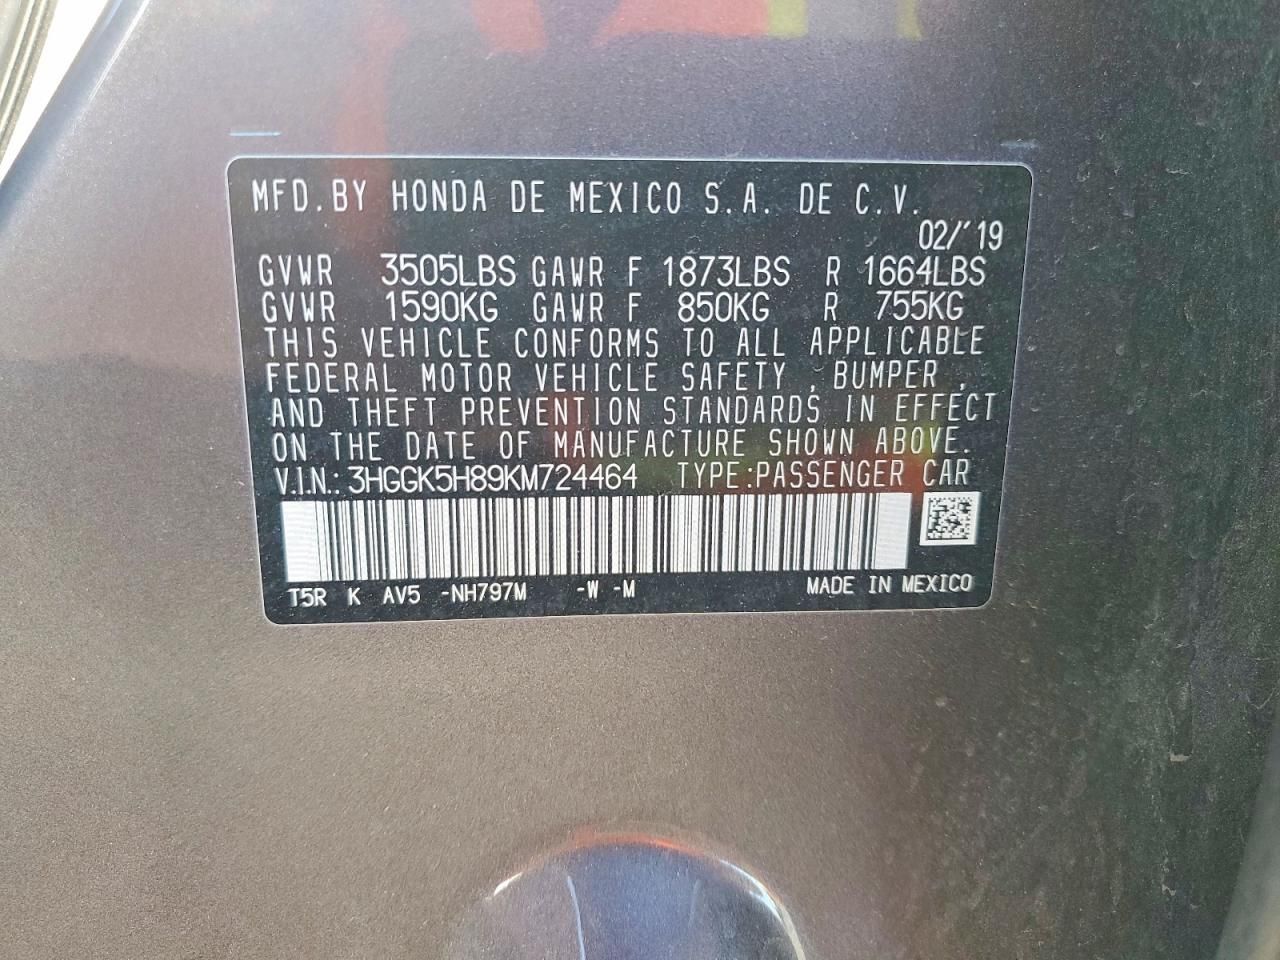 MFD.BY HONDA DE MEXICO S.A. DE C.V.
02/'19
GVWR 3505LBS GAWR F 1873LBS R 1664LBS
GVWR 1590KG GAWR F 850KG R 755KG
THIS VEHICLE CONFORMS TO ALL APPLICABLE
FEDERAL MOTOR VEHICLE SAFETY , BUMPER ,
AND THEFT PREVENTION STANDARDS IN EFFECT
ON THE DATE OF MANUFACTURE SHOWN ABOVE.
V.I.N.: 3HGGK5H89KM724464 TYPE:PASSENGER CAR
T5R K AV5 -NH797M -W -M MADE IN MEXICO